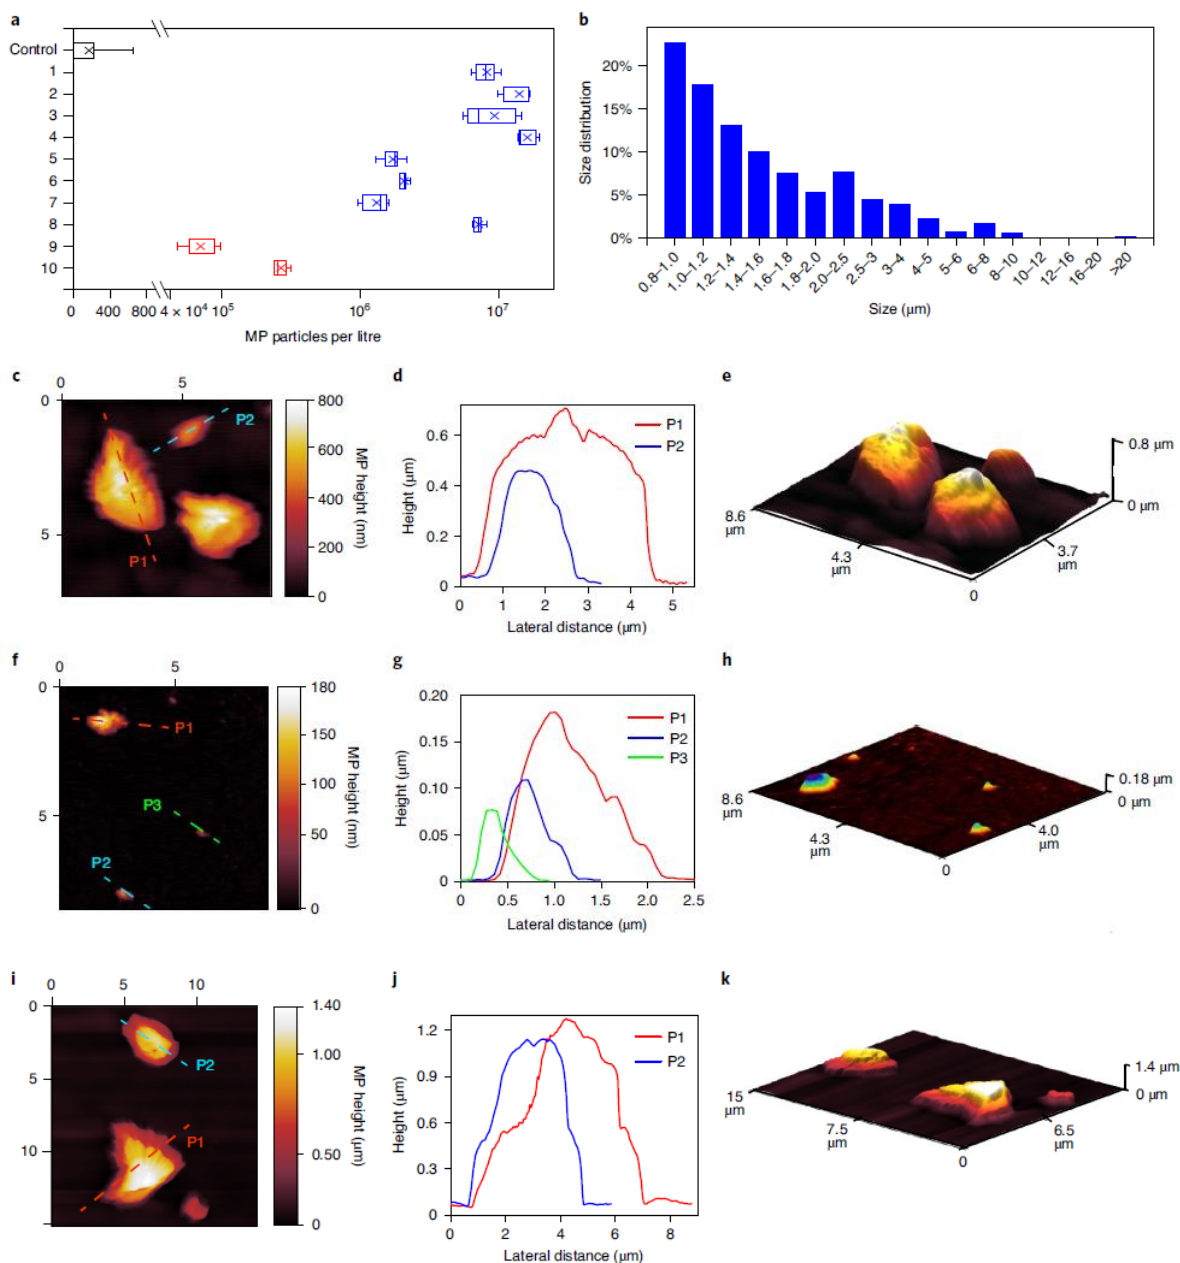 a
Control
1
2
3
4
5
6
7
8
9
10
0 400 800 4 × 10⁴ 10⁵ 10⁶ 10⁷
MP particles per litre
b
Size distribution
20%
15%
10%
5%
0%
0.8–1.0 1.0–1.2 1.2–1.4 1.4–1.6 1.6–1.8 1.8–2.0 2.0–2.5 2.5–3 3–4 4–5 5–6 6–8 8–10 10–12 12–16 16–20 >20
Size (μm)
c
0 5
0
5
P1
P2
800
600
400
200
0
MP height (nm)
d
Height (μm)
0.6
0.4
0.2
0
P1
P2
0 1 2 3 4 5
Lateral distance (μm)
e
0.8 μm
0 μm
8.6
μm
4.3
μm
3.7
μm
0
f
0 5
0
5
P1
P3
P2
180
150
100
50
0
MP height (nm)
g
Height (μm)
0.20
0.15
0.10
0.05
0
P1
P2
P3
0 0.5 1.0 1.5 2.0 2.5
Lateral distance (μm)
h
0.18 μm
0 μm
8.6
μm
4.3
μm
4.0
μm
0
i
0 5 10
0
5
10
P2
P1
1.40
1.00
0.50
0
MP height (μm)
j
Height (μm)
1.2
0.9
0.6
0.3
0
P1
P2
0 2 4 6 8
Lateral distance (μm)
k
1.4 μm
0 μm
15
μm
7.5
μm
6.5
μm
0